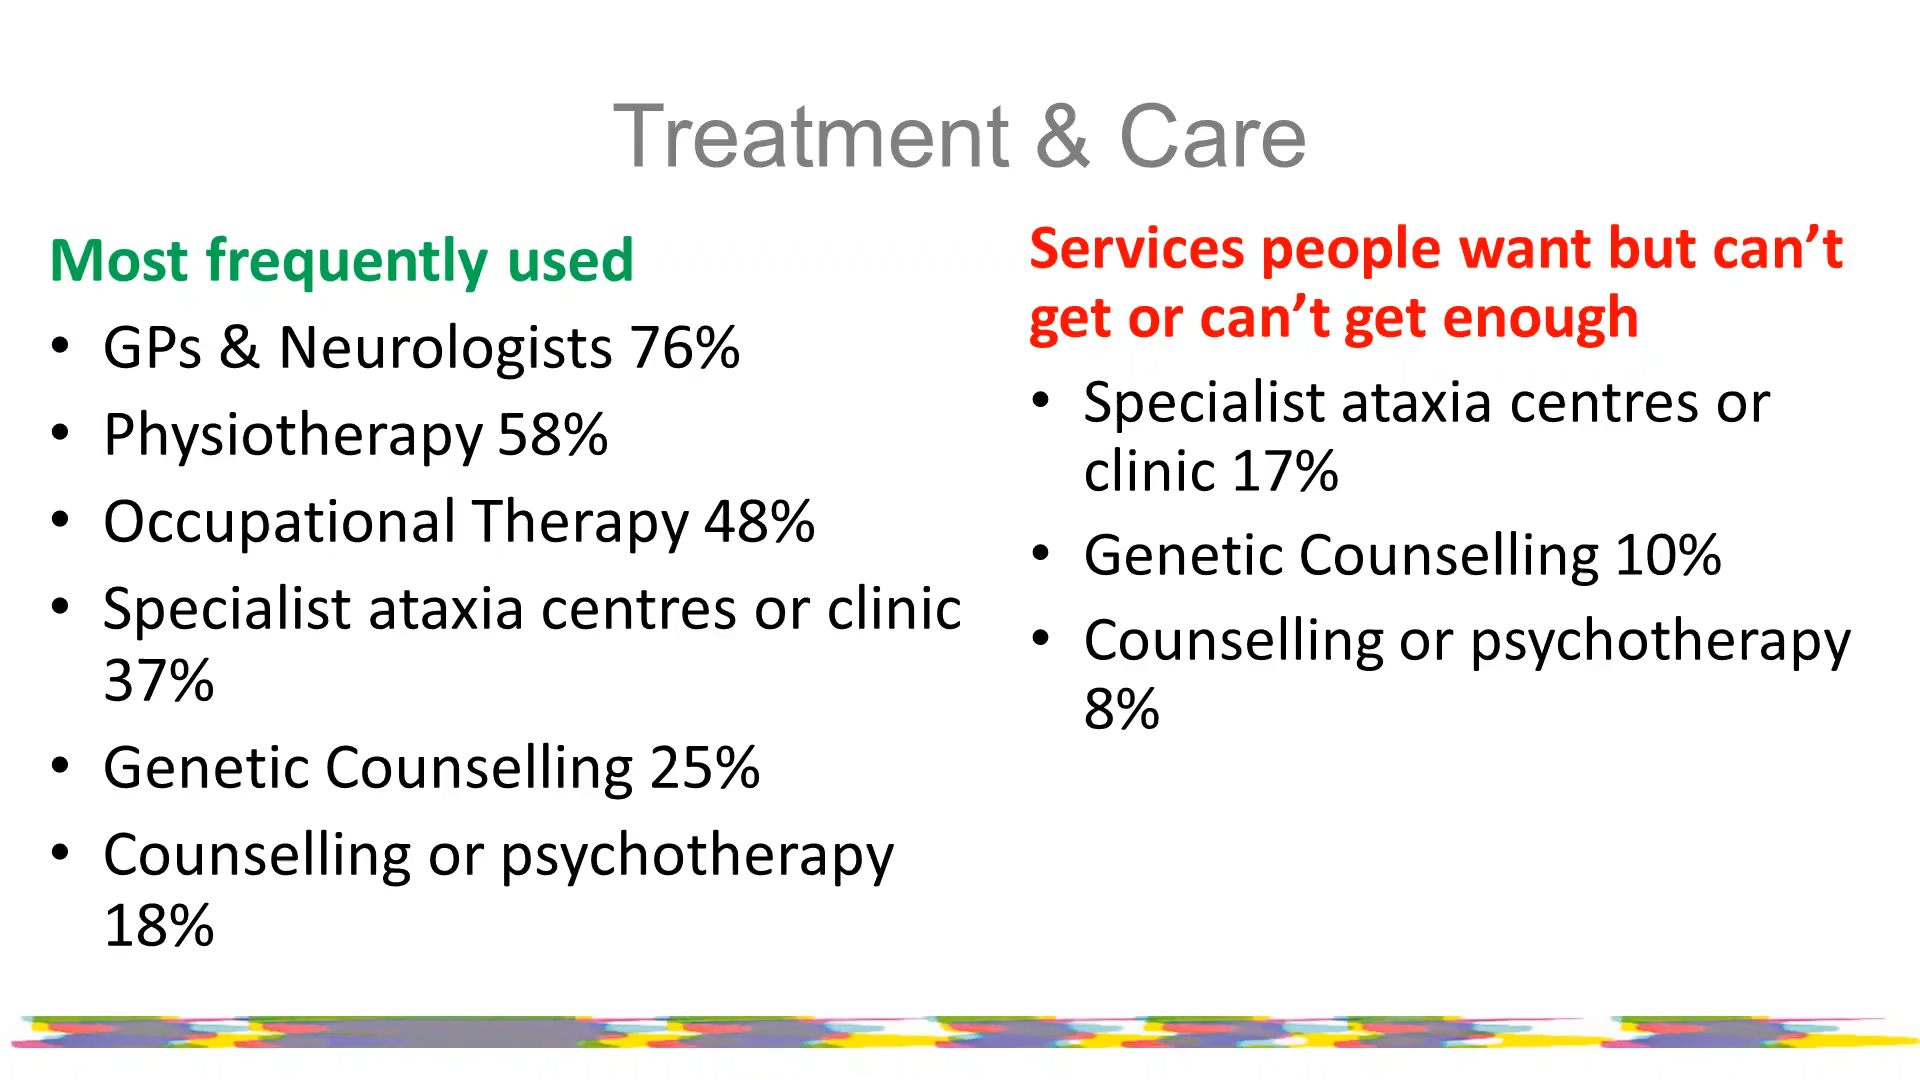 Treatment & Care
Most frequently used
• GPs & Neurologists 76%
• Physiotherapy 58%
• Occupational Therapy 48%
• Specialist ataxia centres or clinic
37%
• Genetic Counselling 25%
• Counselling or psychotherapy
18%
Services people want but can’t
get or can’t get enough
• Specialist ataxia centres or
clinic 17%
• Genetic Counselling 10%
• Counselling or psychotherapy
8%